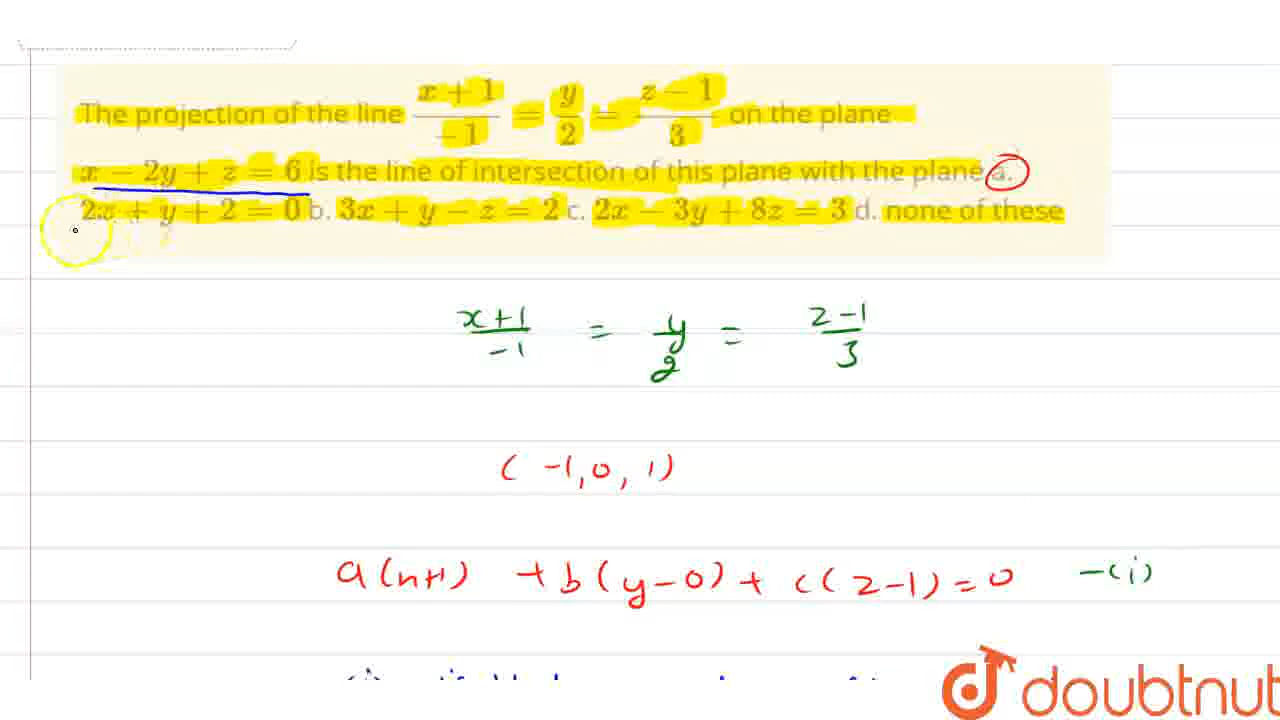 The projection of the line (x + 1)/(−1) = y/2 = (z − 1)/3 on the plane
x − 2y + z = 6 is the line of intersection of this plane with the plane a.
2x + y + 2 = 0 b. 3x + y − z = 2 c. 2x − 3y + 8z = 3 d. none of these
(x+1)/(-1) = y/2 = (z-1)/3
(-1, 0, 1)
a(x+1) + b(y-0) + c(z-1) = 0 -(i)
doubtnut